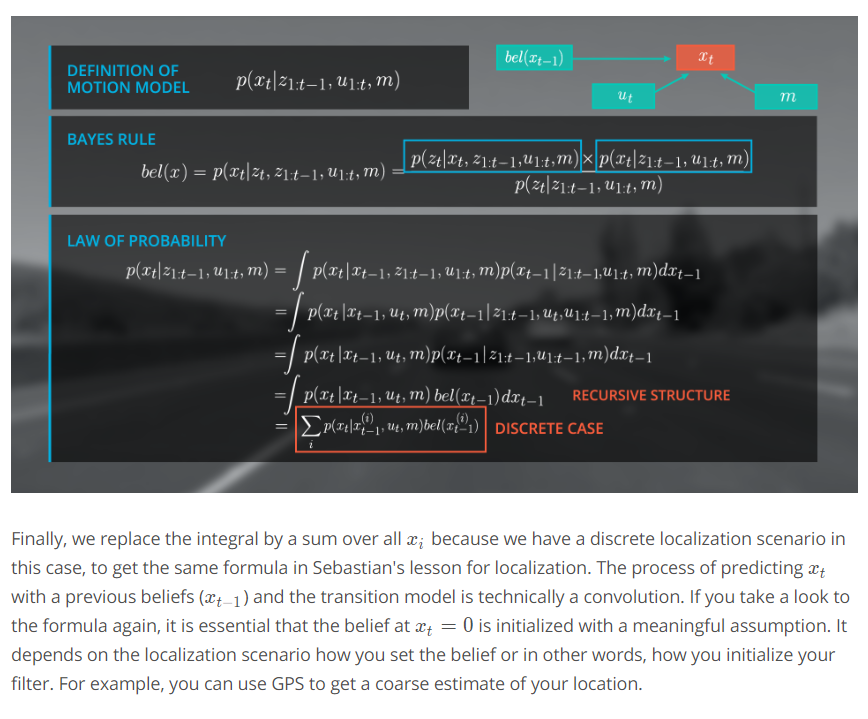 DEFINITION OF
MOTION MODEL
p(x_t|z_{1:t−1}, u_{1:t}, m)
bel(x_{t−1})
x_t
u_t
m
BAYES RULE
bel(x) = p(x_t|z_t, z_{1:t−1}, u_{1:t}, m) = p(z_t|x_t, z_{1:t−1}, u_{1:t}, m) × p(x_t|z_{1:t−1}, u_{1:t}, m)
p(z_t|z_{1:t−1}, u_{1:t}, m)
LAW OF PROBABILITY
p(x_t|z_{1:t−1}, u_{1:t}, m) = ∫ p(x_t|x_{t−1}, z_{1:t−1}, u_{1:t}, m)p(x_{t−1}|z_{1:t−1}, u_{1:t}, m)dx_{t−1}
= ∫ p(x_t|x_{t−1}, u_t, m)p(x_{t−1}|z_{1:t−1}, u_t, u_{1:t−1}, m)dx_{t−1}
= ∫ p(x_t|x_{t−1}, u_t, m)p(x_{t−1}|z_{1:t−1}, u_{1:t−1}, m)dx_{t−1}
= ∫ p(x_t|x_{t−1}, u_t, m) bel(x_{t−1})dx_{t−1} RECURSIVE STRUCTURE
= ∑_i p(x_t|x_{t−1}^{(i)}, u_t, m)bel(x_{t−1}^{(i)}) DISCRETE CASE
Finally, we replace the integral by a sum over all x_i because we have a discrete localization scenario in
this case, to get the same formula in Sebastian's lesson for localization. The process of predicting x_t
with a previous beliefs (x_{t−1}) and the transition model is technically a convolution. If you take a look to
the formula again, it is essential that the belief at x_t = 0 is initialized with a meaningful assumption. It
depends on the localization scenario how you set the belief or in other words, how you initialize your
filter. For example, you can use GPS to get a coarse estimate of your location.